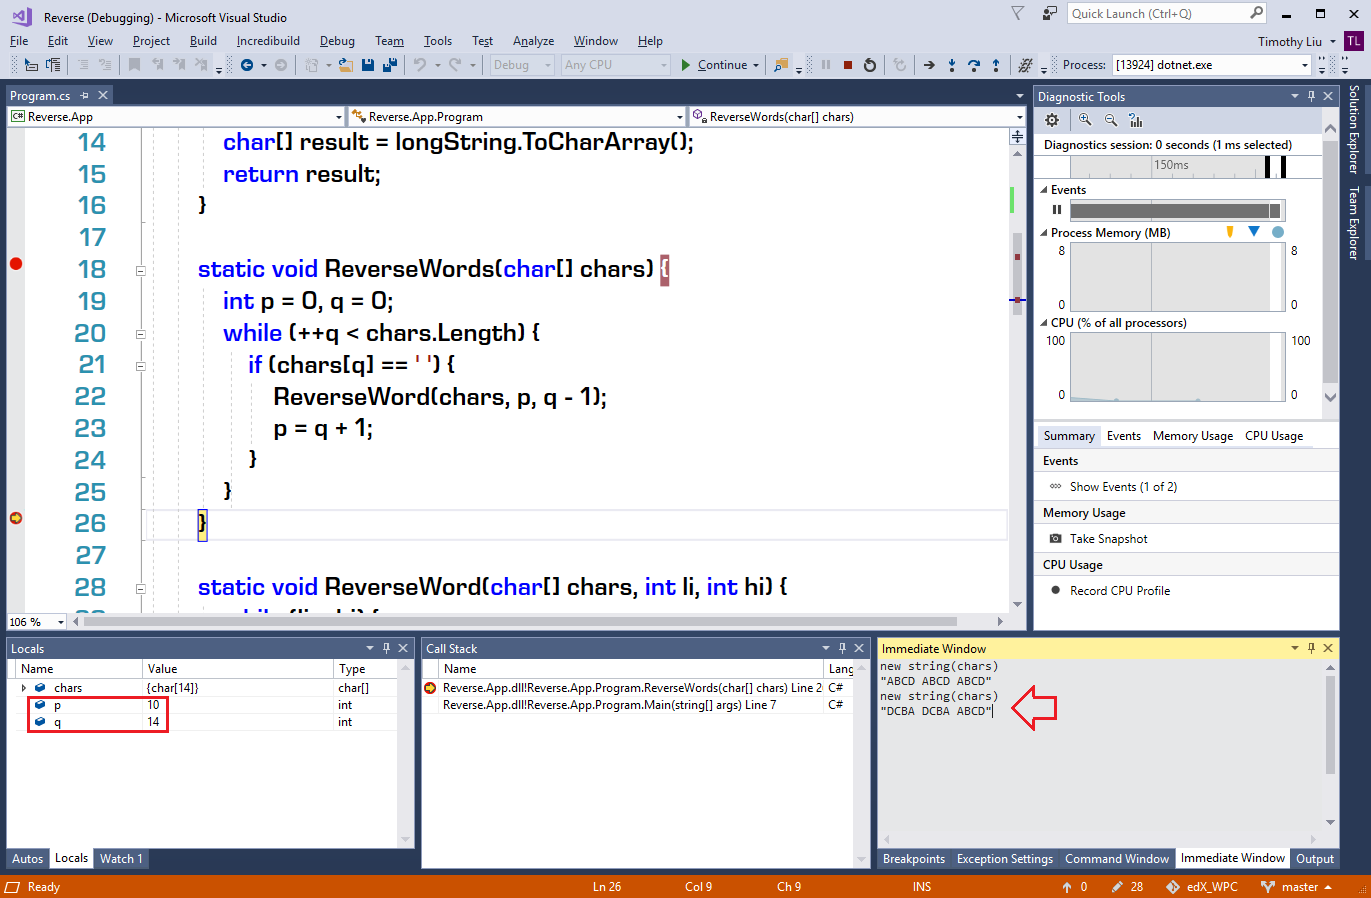 Reverse (Debugging) - Microsoft Visual Studio
Quick Launch (Ctrl+Q)
File Edit View Project Build Incredibuild Debug Team Tools Test Analyze Window Help
Timothy Liu TL
Debug Any CPU Continue Process: [13924] dotnet.exe
Program.cs
C# Reverse.App Reverse.App.Program ReverseWords(char[] chars)
14 char[] result = longString.ToCharArray();
15 return result;
16 }
17
18 static void ReverseWords(char[] chars) {
19 int p = 0, q = 0;
20 while (++q < chars.Length) {
21 if (chars[q] == ' ') {
22 ReverseWord(chars, p, q - 1);
23 p = q + 1;
24 }
25 }
26 }
27
28 static void ReverseWord(char[] chars, int li, int hi) {
106 %
Diagnostic Tools
Diagnostics session: 0 seconds (1 ms selected)
150ms
Events
Process Memory (MB)
8 8
0 0
CPU (% of all processors)
100 100
0 0
Summary Events Memory Usage CPU Usage
Events
Show Events (1 of 2)
Memory Usage
Take Snapshot
CPU Usage
Record CPU Profile
Solution Explorer
Team Explorer
Locals
Name Value Type
chars {char[14]} char[]
p 10 int
q 14 int
Autos Locals Watch 1
Call Stack
Name Lang
Reverse.App.dll!Reverse.App.Program.ReverseWords(char[] chars) Line 2 C#
Reverse.App.dll!Reverse.App.Program.Main(string[] args) Line 7 C#
Immediate Window
new string(chars)
"ABCD ABCD ABCD"
new string(chars)
"DCBA DCBA ABCD"
Breakpoints Exception Settings Command Window Immediate Window Output
Ready Ln 26 Col 9 Ch 9 INS 0 28 edX_WPC master